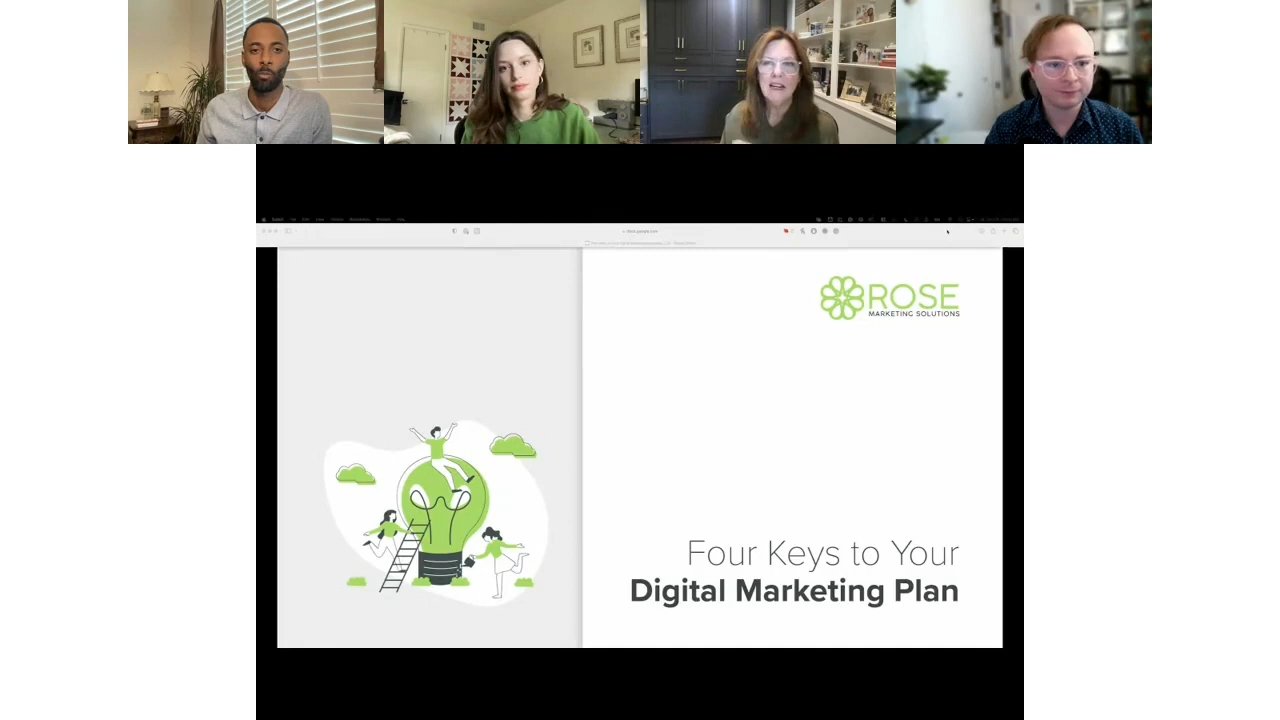 ROSE
MARKETING SOLUTIONS
Four Keys to Your
Digital Marketing Plan